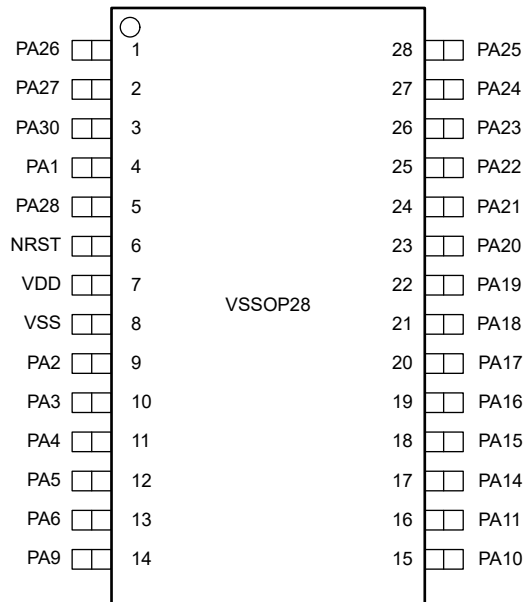 PA26 1 28 PA25
PA27 2 27 PA24
PA30 3 26 PA23
PA1 4 25 PA22
PA28 5 24 PA21
NRST 6 23 PA20
VDD 7 22 PA19
VSSOP28
VSS 8 21 PA18
PA2 9 20 PA17
PA3 10 19 PA16
PA4 11 18 PA15
PA5 12 17 PA14
PA6 13 16 PA11
PA9 14 15 PA10